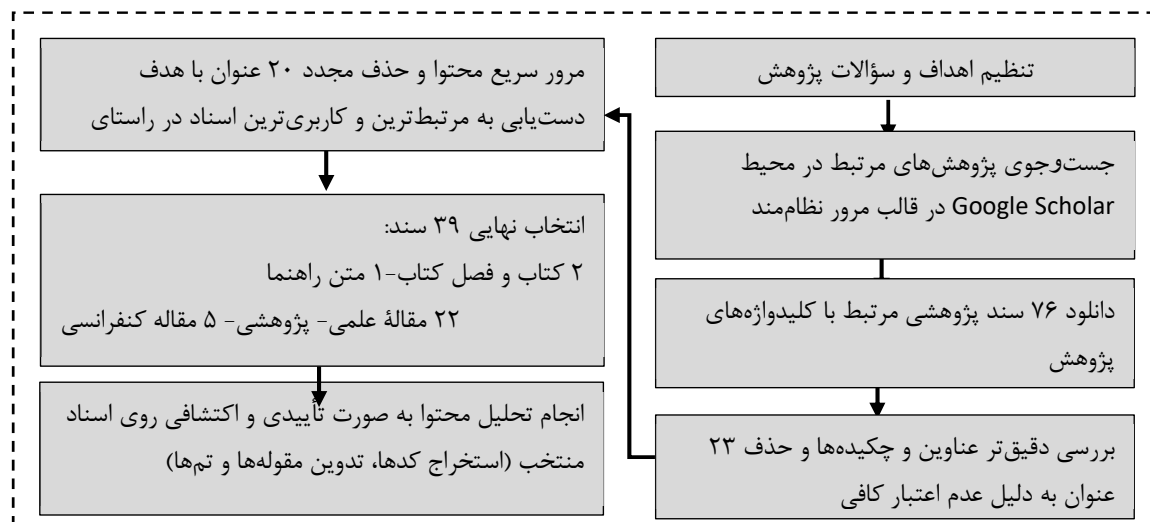 تنظیم اهداف و سؤالات پژوهش
جست‌وجوی پژوهش‌های مرتبط در محیط
Google Scholar در قالب مرور نظام‌مند
دانلود ۷۶ سند پژوهشی مرتبط با کلیدواژه‌های
پژوهش
بررسی دقیق‌تر عناوین و چکیده‌ها و حذف ۲۳
عنوان به دلیل عدم اعتبار کافی
مرور سریع محتوا و حذف مجدد ۲۰ عنوان با هدف
دست‌یابی به مرتبط‌ترین و کاربری‌ترین اسناد در راستای
انتخاب نهایی ۳۹ سند:
۲ کتاب و فصل کتاب-۱ متن راهنما
۲۲ مقالهٔ علمی- پژوهشی- ۵ مقاله کنفرانسی
انجام تحلیل محتوا به صورت تأییدی و اکتشافی روی اسناد
منتخب (استخراج کدها، تدوین مقوله‌ها و تم‌ها)